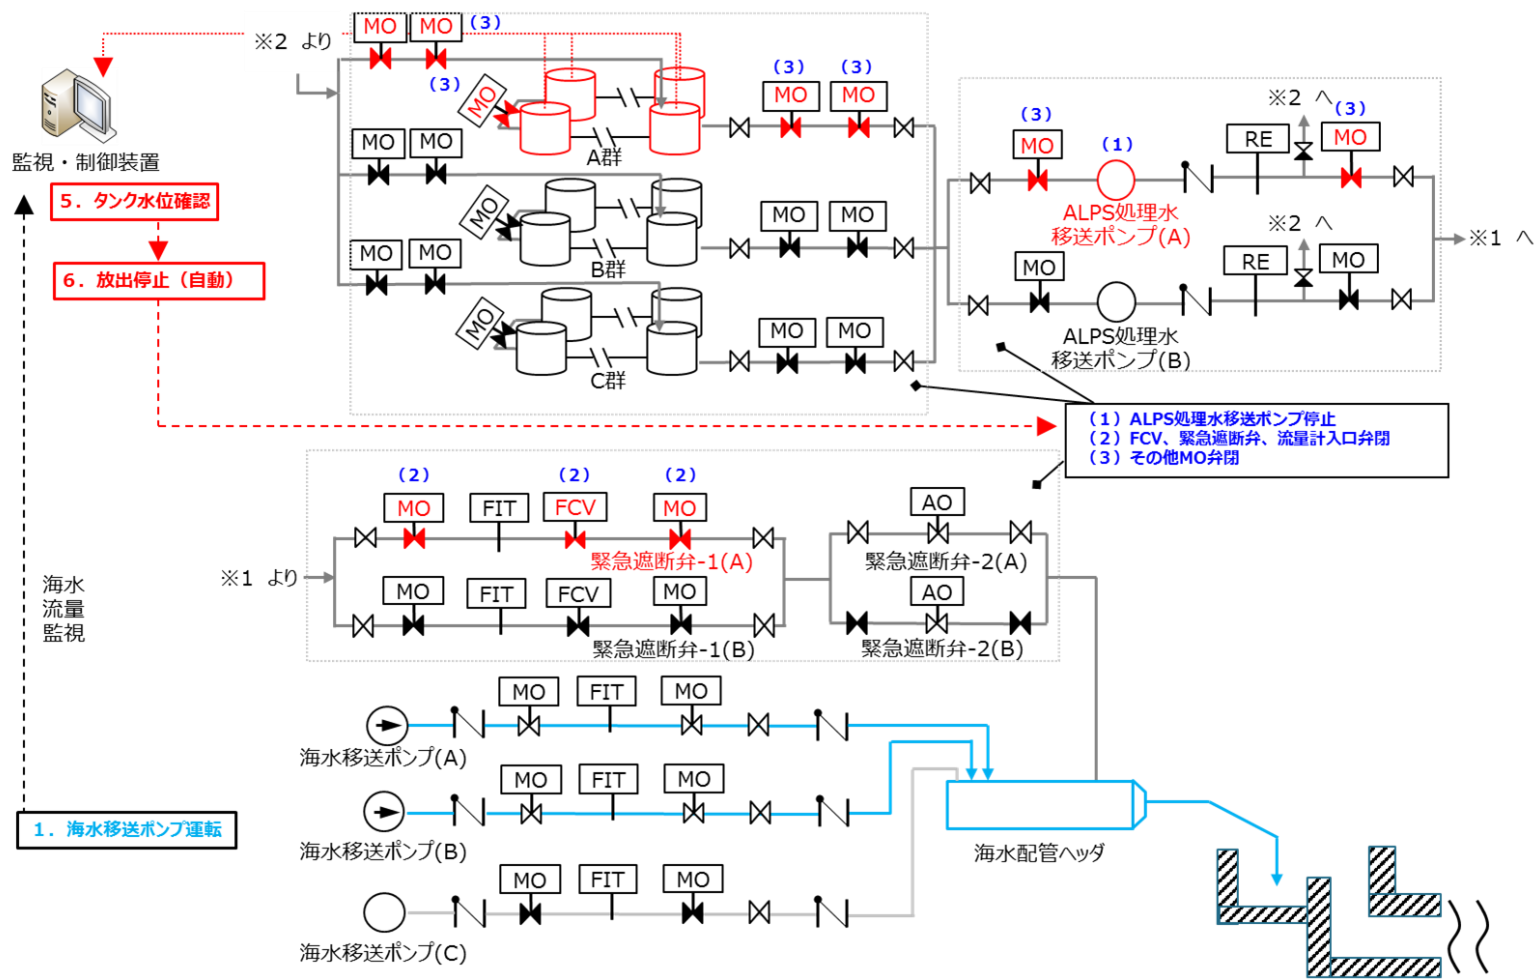 ※2 より
MO
MO
（3）
（3）
MO
A群
（3）
（3）
MO
MO
監視・制御装置
5．タンク水位確認
6．放出停止（自動）
MO
MO
MO
B群
MO
MO
MO
MO
MO
C群
MO
MO
※2 へ
（3）
（3）
（1）
MO
RE
MO
ALPS処理水
移送ポンプ(A)
※2 へ
MO
RE
MO
※1 へ
ALPS処理水
移送ポンプ(B)
（1）ALPS処理水移送ポンプ停止
（2）FCV、緊急遮断弁、流量計入口弁閉
（3）その他MO弁閉
（2）
（2）
（2）
MO
FIT
FCV
MO
AO
緊急遮断弁-1(A)
緊急遮断弁-2(A)
※1 より
MO
FIT
FCV
MO
AO
緊急遮断弁-1(B)
緊急遮断弁-2(B)
海水
流量
監視
MO
FIT
MO
海水移送ポンプ(A)
MO
FIT
MO
海水移送ポンプ(B)
1．海水移送ポンプ運転
海水配管ヘッダ
MO
FIT
MO
海水移送ポンプ(C)